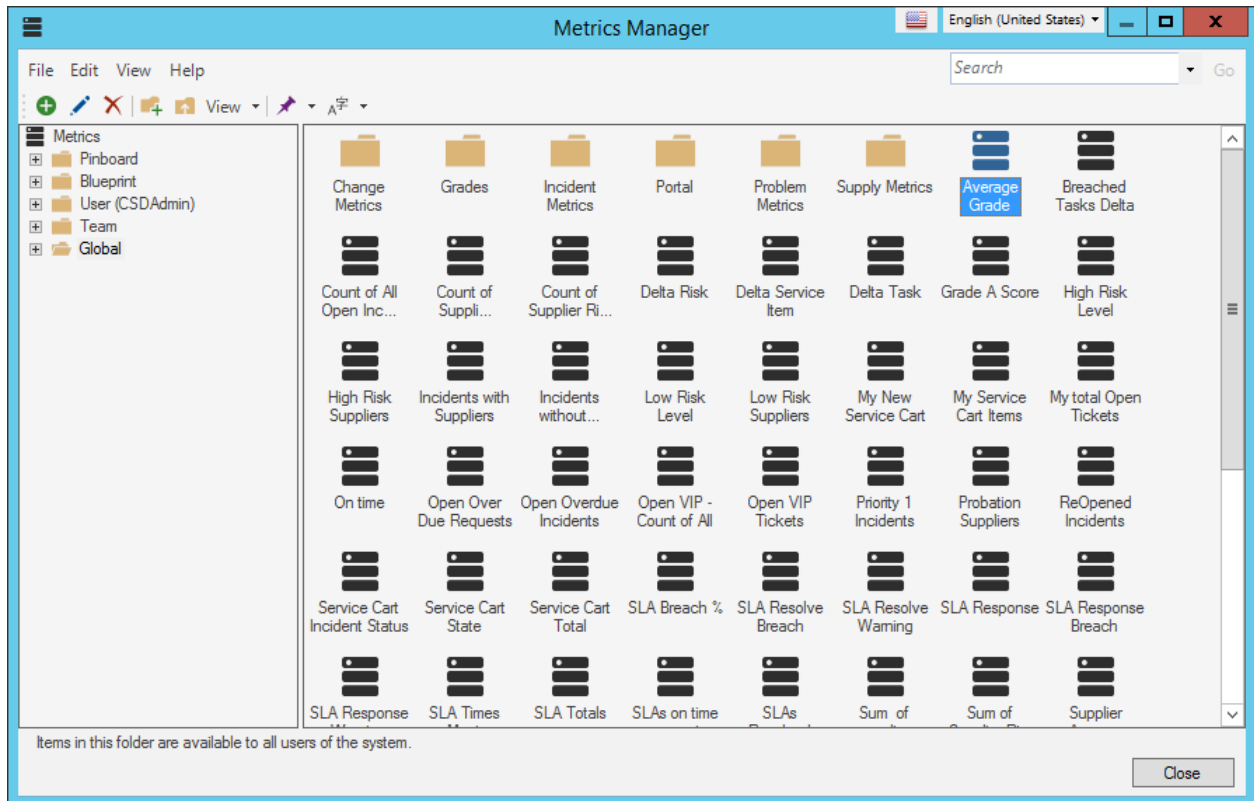 Metrics Manager
English (United States)
File Edit View Help
Search
Go
View
A字
Metrics
Pinboard
Blueprint
User (CSDAdmin)
Team
Global
Change Metrics
Grades
Incident Metrics
Portal
Problem Metrics
Supply Metrics
Average Grade
Breached Tasks Delta
Count of All Open Inc...
Count of Suppli...
Count of Supplier Ri...
Delta Risk
Delta Service Item
Delta Task
Grade A Score
High Risk Level
High Risk Suppliers
Incidents with Suppliers
Incidents without...
Low Risk Level
Low Risk Suppliers
My New Service Cart
My Service Cart Items
My total Open Tickets
On time
Open Over Due Requests
Open Overdue Incidents
Open VIP - Count of All
Open VIP Tickets
Priority 1 Incidents
Probation Suppliers
ReOpened Incidents
Service Cart Incident Status
Service Cart State
Service Cart Total
SLA Breach %
SLA Resolve Breach
SLA Resolve Warning
SLA Response
SLA Response Breach
SLA Response
SLA Times
SLA Totals
SLAs on time
SLAs
Sum of
Sum of
Supplier
Items in this folder are available to all users of the system.
Close